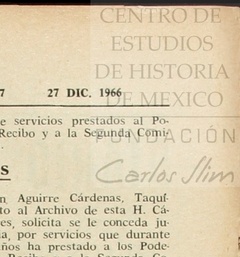 CENTRO DE
ESTUDIOS
DE HISTORIA
DE MEXICO
FUNDACIÓN
Carlos Slim
7 27 DIC. 1966
e servicios prestados al Po-
Recibo y a la Segunda Comi-
S
n Aguirre Cárdenas, Taquí-
to al Archivo de esta H. Cá-
es, solicita se le conceda ju-
ia, por servicios que durante
ños ha prestado a los Pode-